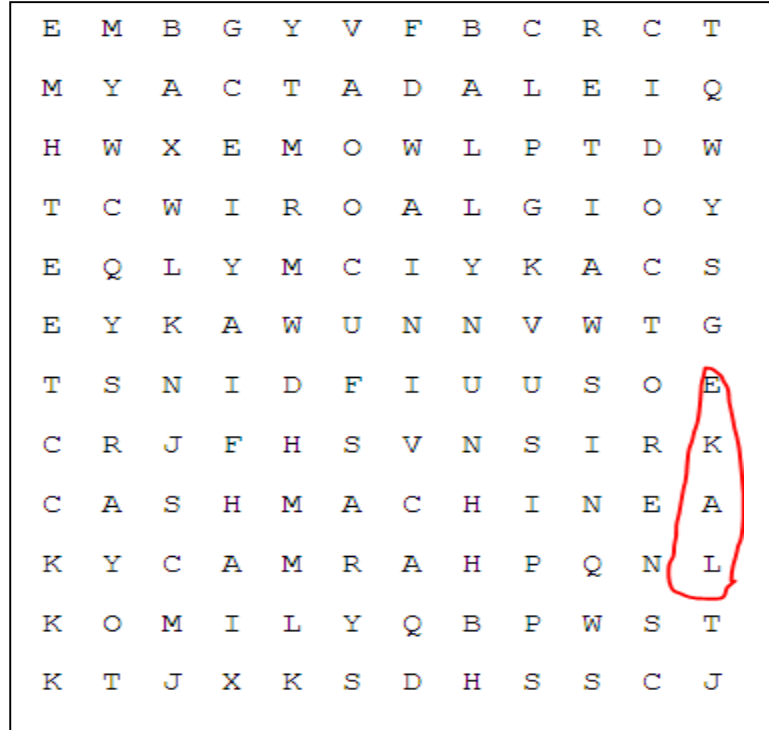 E M B G Y V F B C R C T
M Y A C T A D A L E I Q
H W X E M O W L P T D W
T C W I R O A L G I O Y
E Q L Y M C I Y K A C S
E Y K A W U N N V W T G
T S N I D F I U U S O E
C R J F H S V N S I R K
C A S H M A C H I N E A
K Y C A M R A H P Q N L
K O M I L Y Q B P W S T
K T J X K S D H S S C J